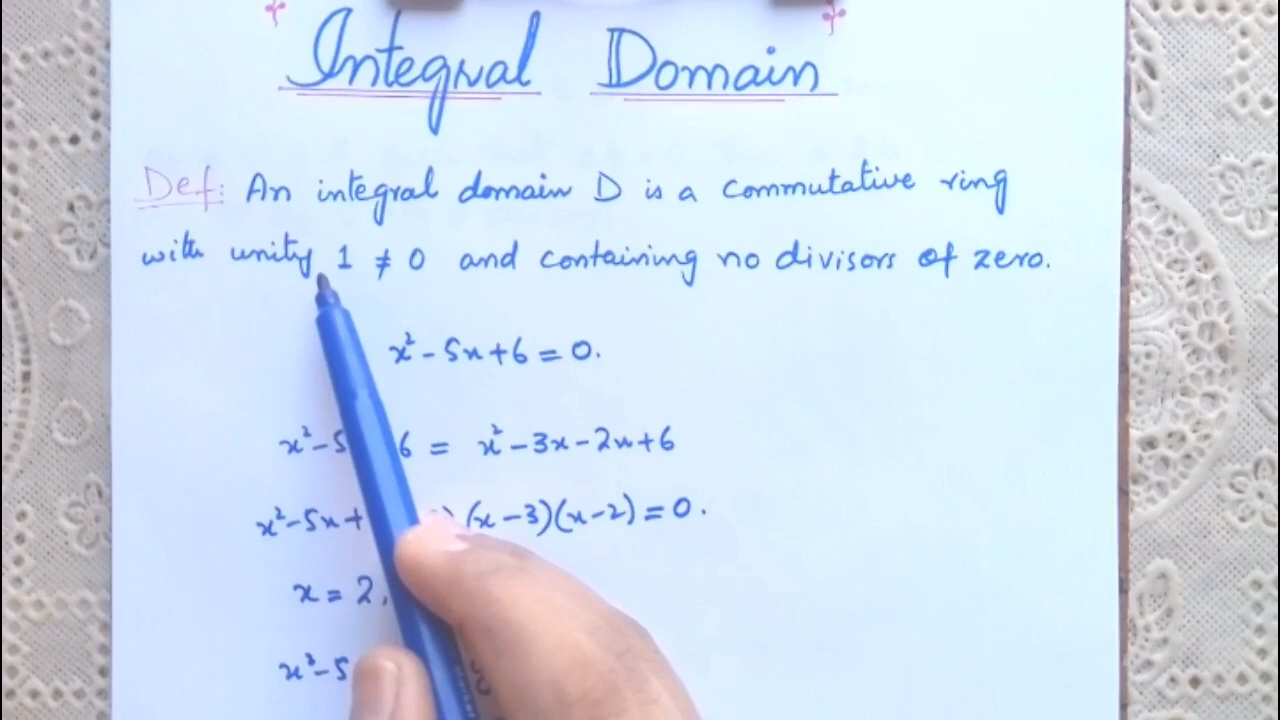 Integral Domain
Def: An integral domain D is a commutative ring
with unity 1 ≠ 0 and containing no divisors of zero.
x² - 5x + 6 = 0.
x² - 5 6 = x² - 3x - 2x + 6
x² - 5x + (x - 3)(x - 2) = 0.
x = 2,
x² - 5